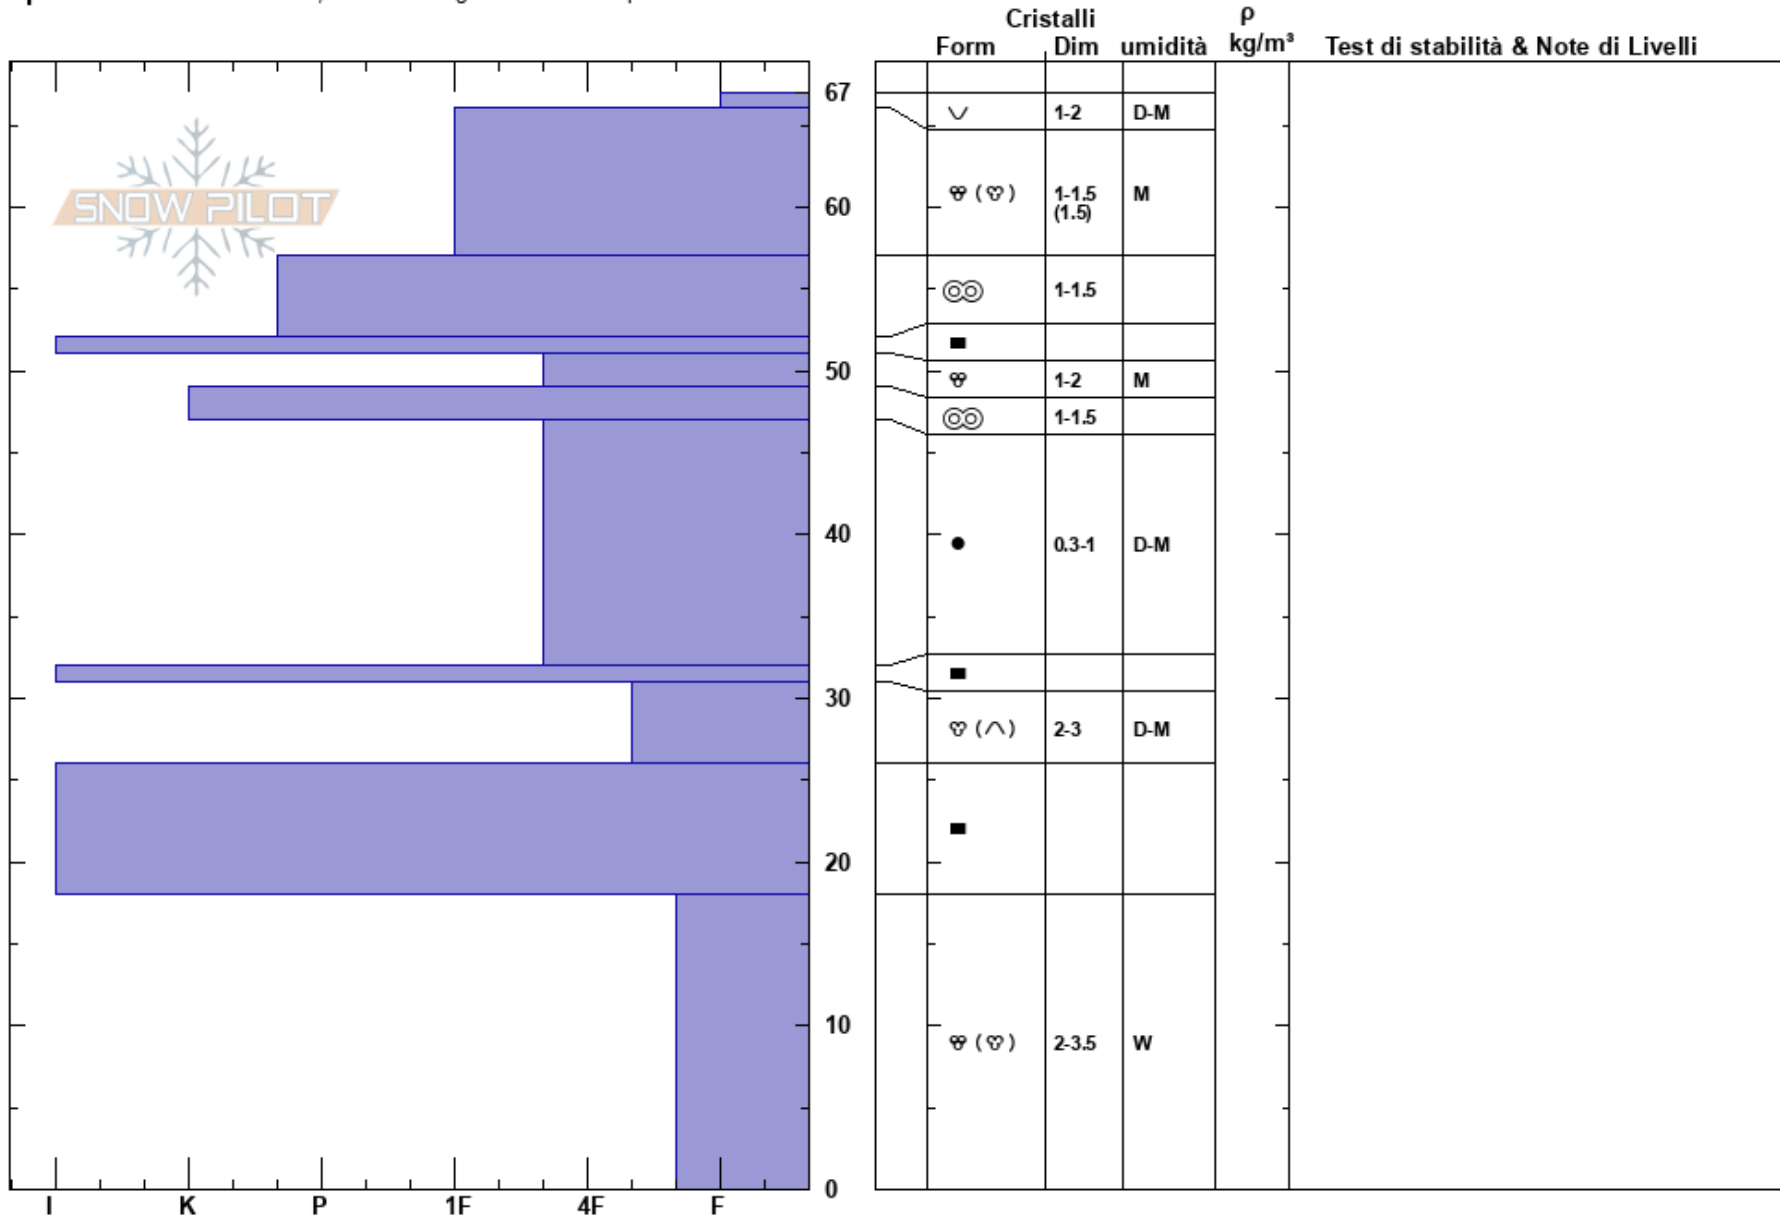 Cristalli ρ
Form Dim umidità kg/m³ Test di stabilità & Note di Livelli
67
1-2 D-M
SNOW PILOT
60
1-1.5 M
(1.5)
1-1.5
50
1-2 M
1-1.5
40
0.3-1 D-M
30
2-3 D-M
20
10
2-3.5 W
0
I K P 1F 4F F